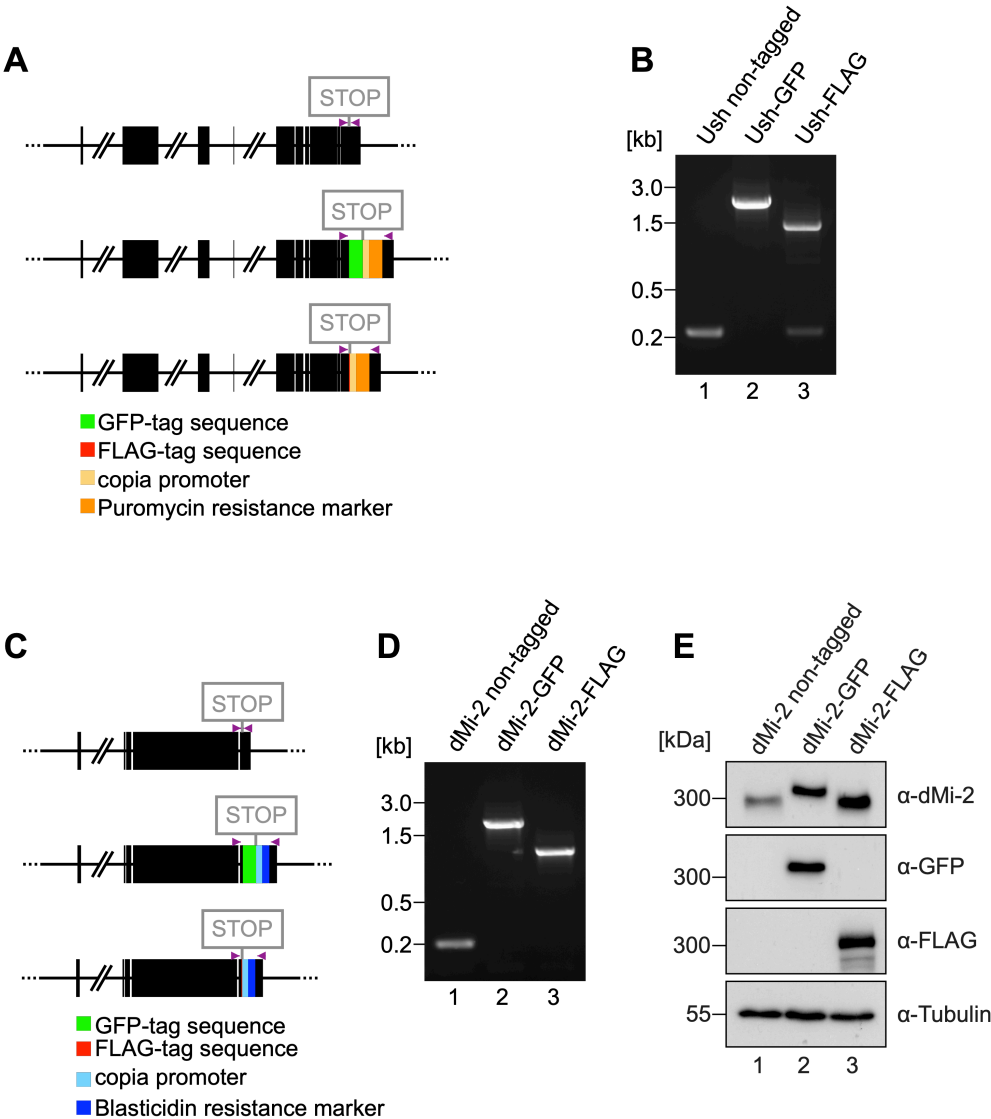 A
STOP
STOP
STOP
GFP-tag sequence
FLAG-tag sequence
copia promoter
Puromycin resistance marker
B
Ush non-tagged
Ush-GFP
Ush-FLAG
[kb]
3.0
1.5
0.5
0.2
1 2 3
C
STOP
STOP
STOP
GFP-tag sequence
FLAG-tag sequence
copia promoter
Blasticidin resistance marker
D
dMi-2 non-tagged
dMi-2-GFP
dMi-2-FLAG
[kb]
3.0
1.5
0.5
0.2
1 2 3
E
dMi-2 non-tagged
dMi-2-GFP
dMi-2-FLAG
[kDa]
300 α-dMi-2
300 α-GFP
300 α-FLAG
55 α-Tubulin
1 2 3